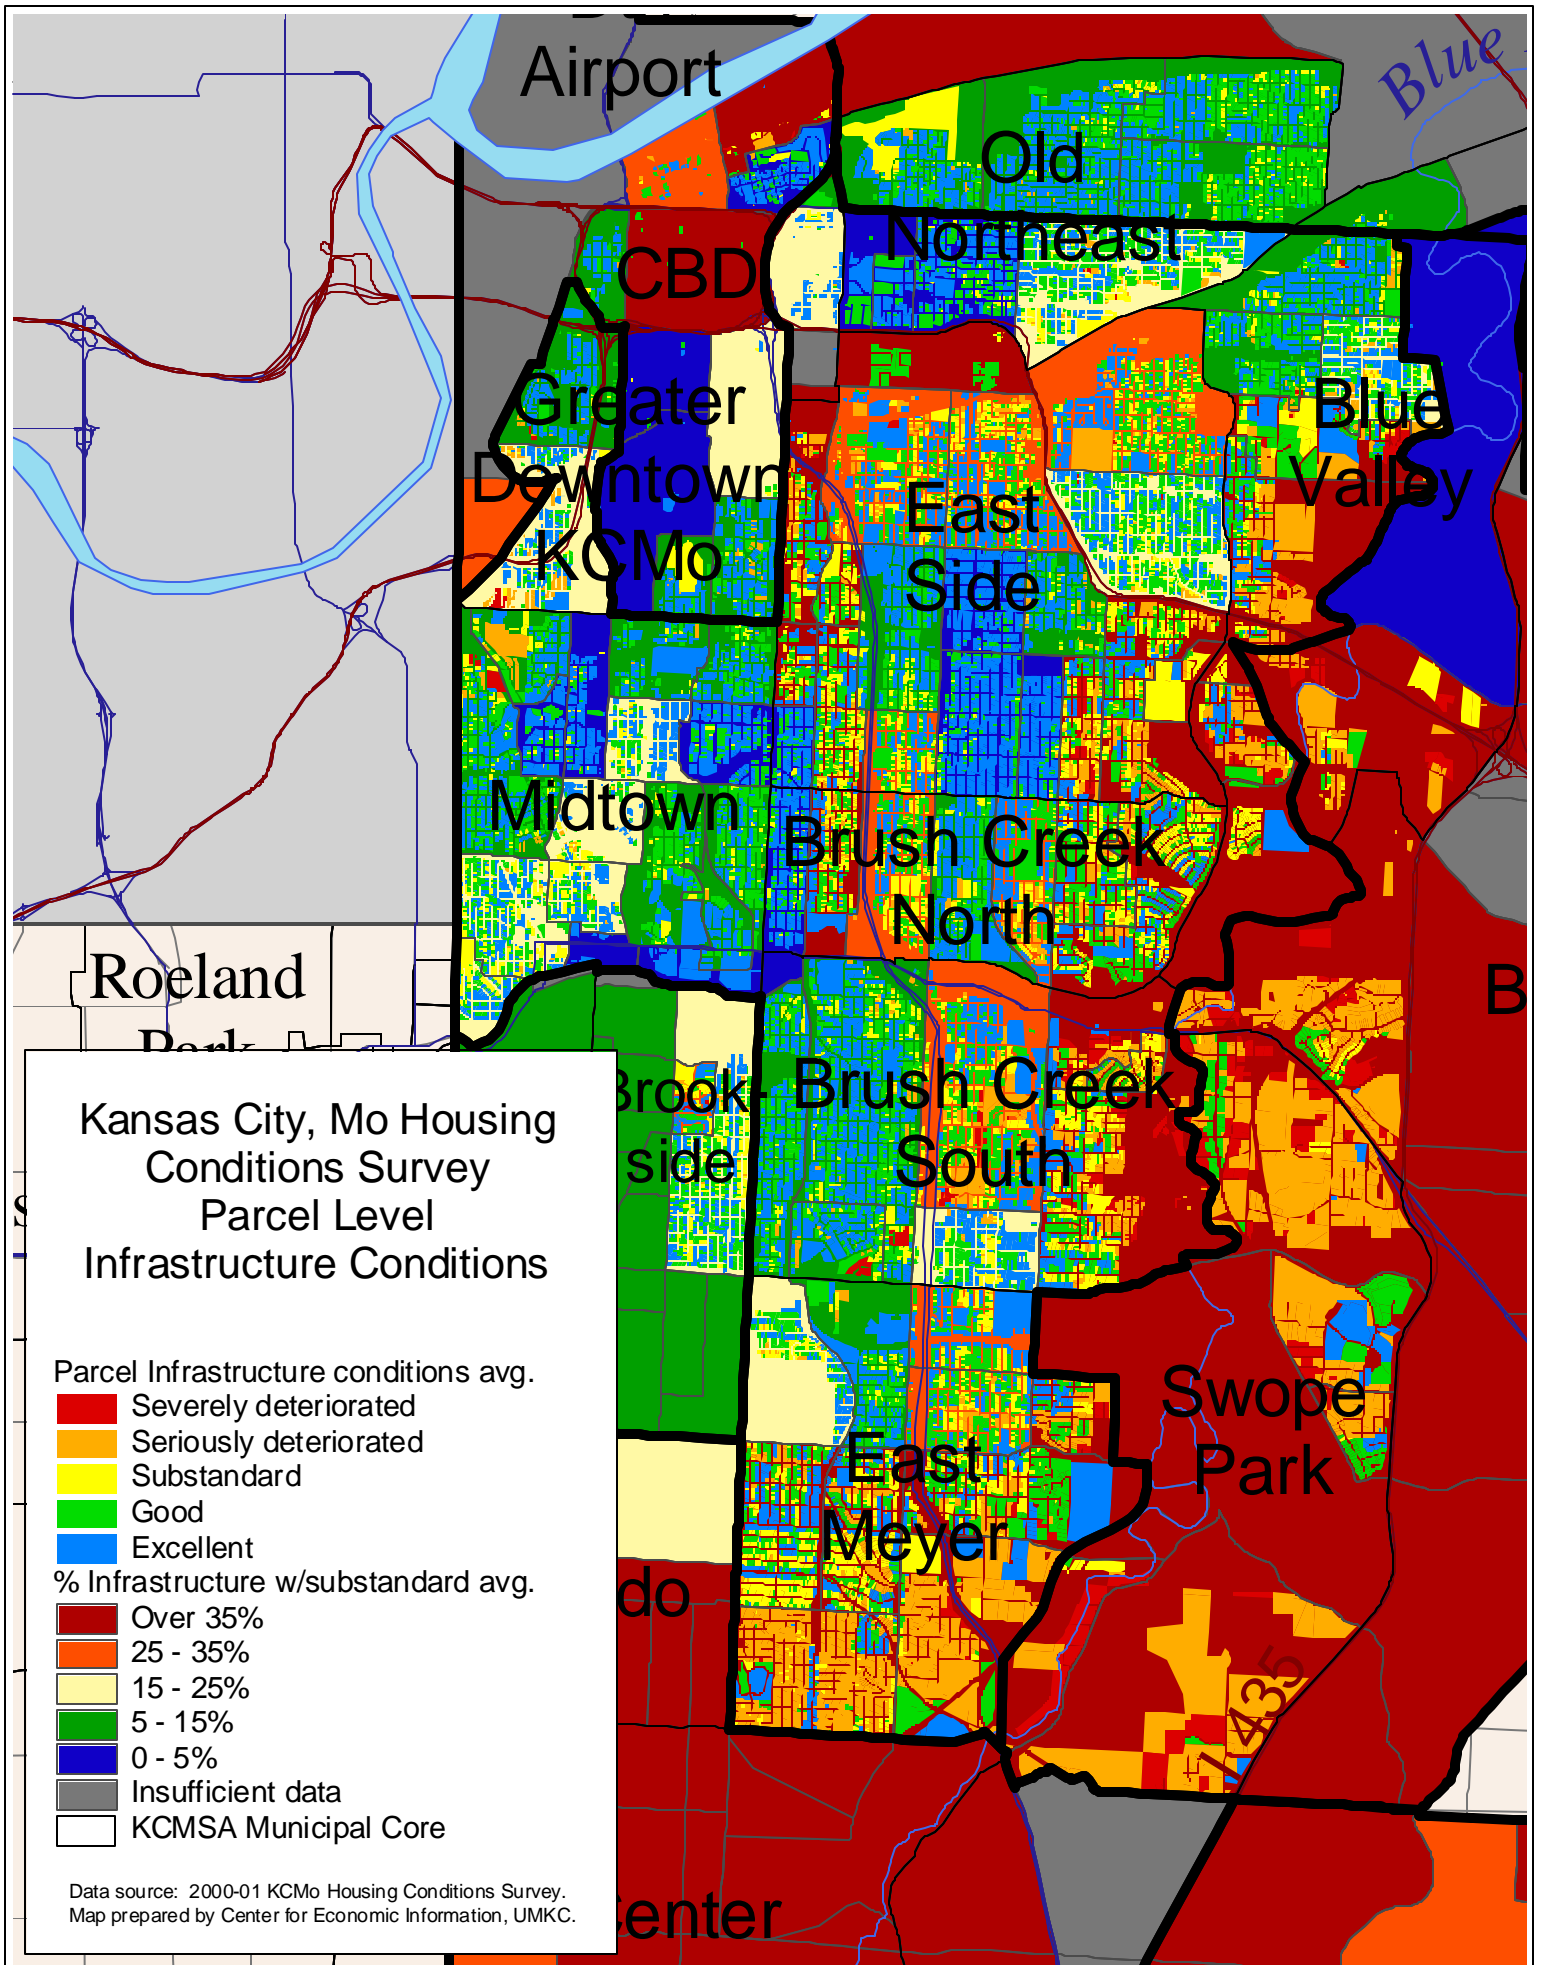 Airport
Blue
Old
Northeast
CBD
Greater
Downtown
KCMo
Blue
Valley
East
Side
Midtown
Brush Creek
North
Roeland
Park
B
Brook-
side
Brush Creek
South
S
Swope
Park
East
Meyer
do
I 435
Center
Kansas City, Mo Housing
Conditions Survey
Parcel Level
Infrastructure Conditions
Parcel Infrastructure conditions avg.
Severely deteriorated
Seriously deteriorated
Substandard
Good
Excellent
% Infrastructure w/substandard avg.
Over 35%
25 - 35%
15 - 25%
5 - 15%
0 - 5%
Insufficient data
KCMSA Municipal Core
Data source: 2000-01 KCMo Housing Conditions Survey.
Map prepared by Center for Economic Information, UMKC.